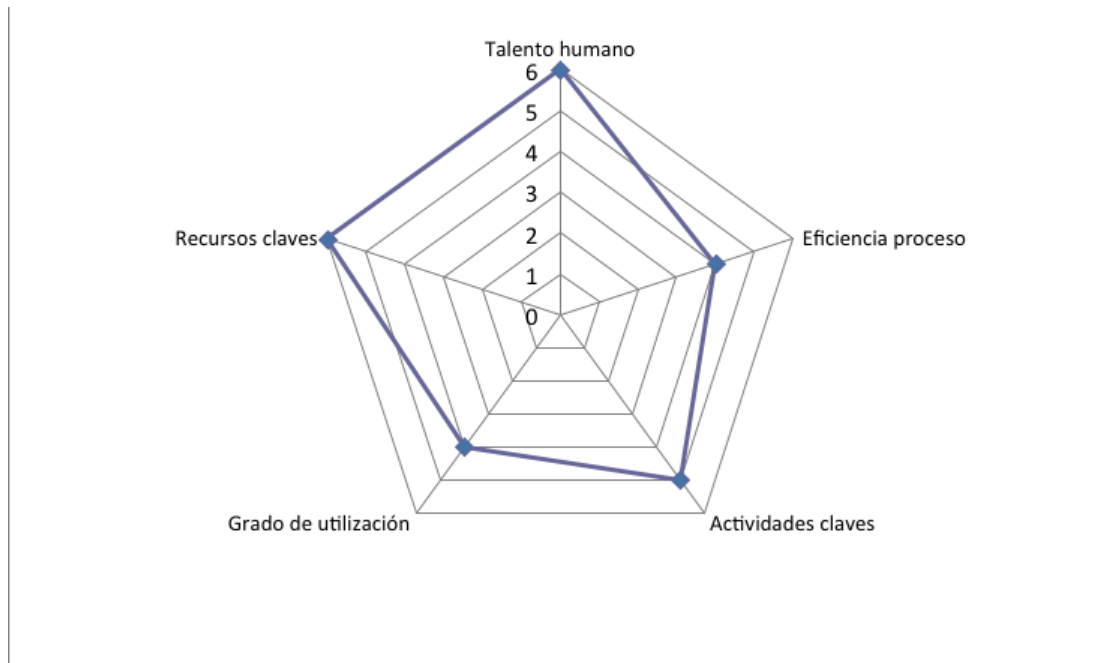 Talento humano
6
5
4
3
2
1
0
Recursos claves
Eficiencia proceso
Grado de utilización
Actividades claves